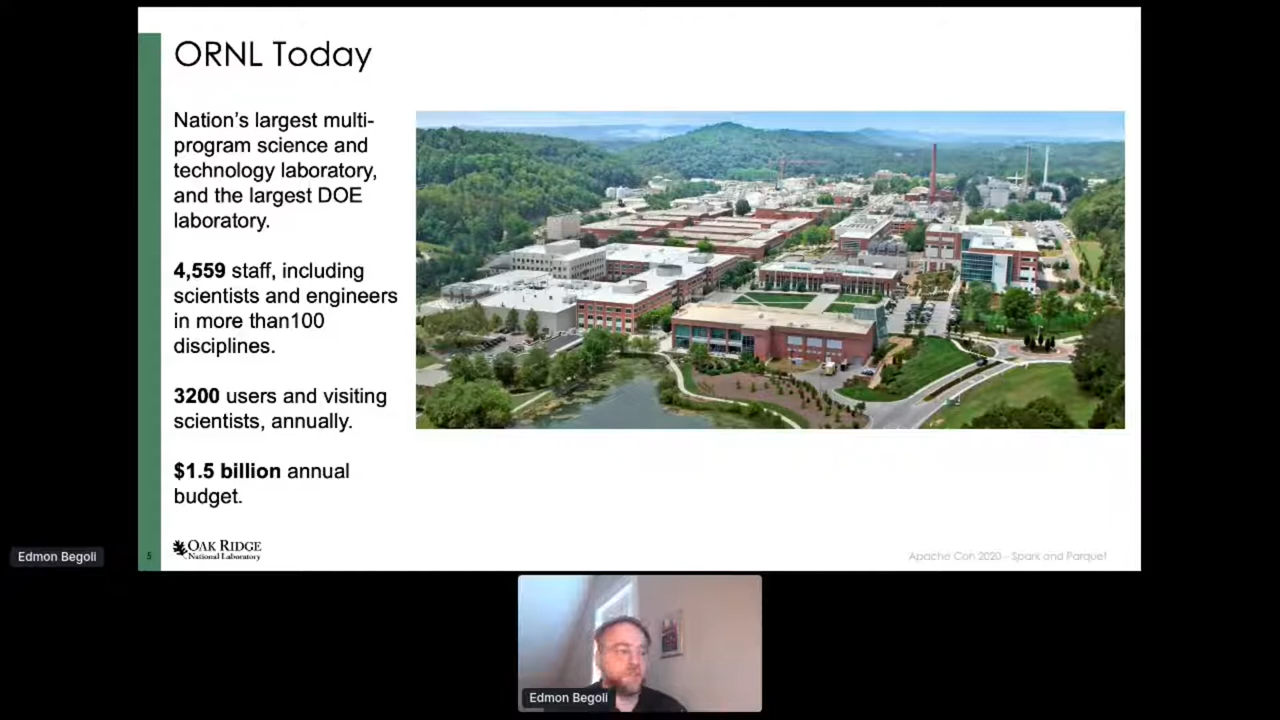 ORNL Today
Nation's largest multi-
program science and
technology laboratory,
and the largest DOE
laboratory.
4,559 staff, including
scientists and engineers
in more than100
disciplines.
3200 users and visiting
scientists, annually.
$1.5 billion annual
budget.
Edmon Begoli
5
OAK RIDGE
National Laboratory
Apache Con 2020 – Spark and Parquet
Edmon Begoli